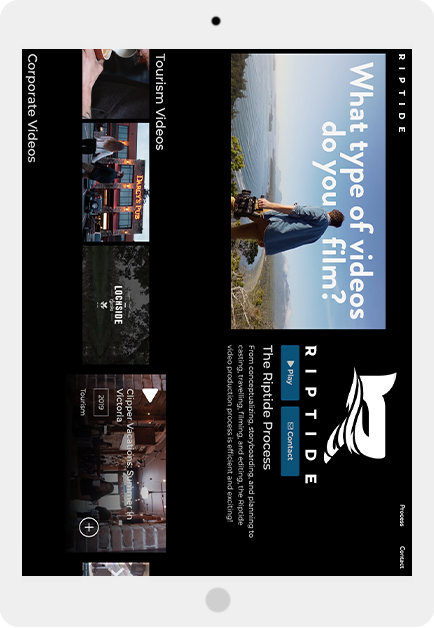 RIPTIDE
Process
Contact
What type of videos
do you film?
RIPTIDE
Play
Contact
The Riptide Process
From conceptualizing, storyboarding, and planning to
casting, travelling, filming, and editing, the Riptide
video production process is efficient and exciting!
Tourism Videos
DARCY'S PUB
LOCHSIDE
Clipper Vacations: Summer in
Victoria
2019
Tourism
Corporate Videos